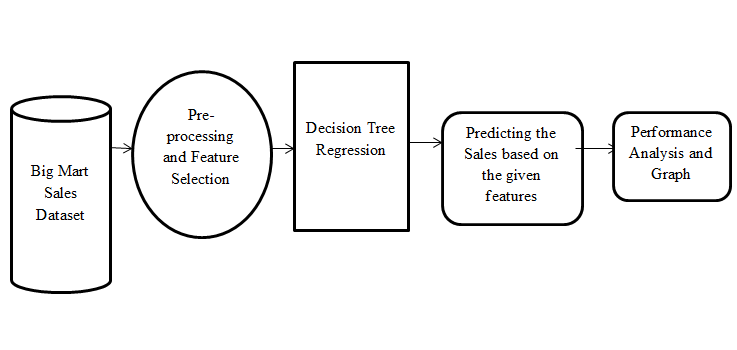 Big Mart
Sales
Dataset
Pre-
processing
and Feature
Selection
Decision Tree
Regression
Predicting the
Sales based on
the given
features
Performance
Analysis and
Graph